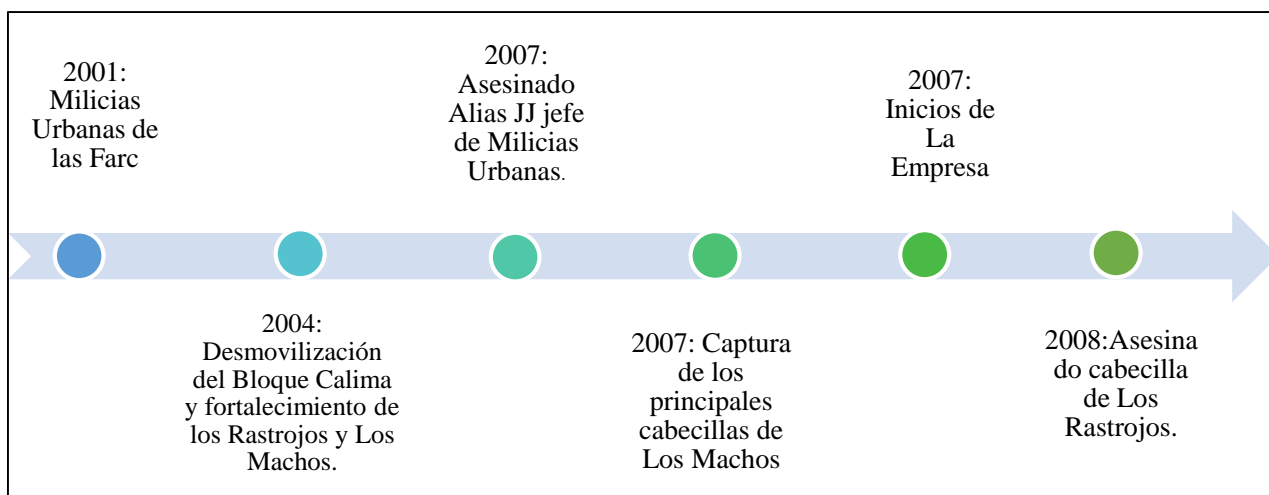 2001:
Milicias
Urbanas de
las Farc
2004:
Desmovilización
del Bloque Calima
y fortalecimiento de
los Rastrojos y Los
Machos.
2007:
Asesinado
Alias JJ jefe
de Milicias
Urbanas.
2007: Captura
de los
principales
cabecillas de
Los Machos
2007:
Inicios de
La
Empresa
2008:Asesina
do cabecilla
de Los
Rastrojos.